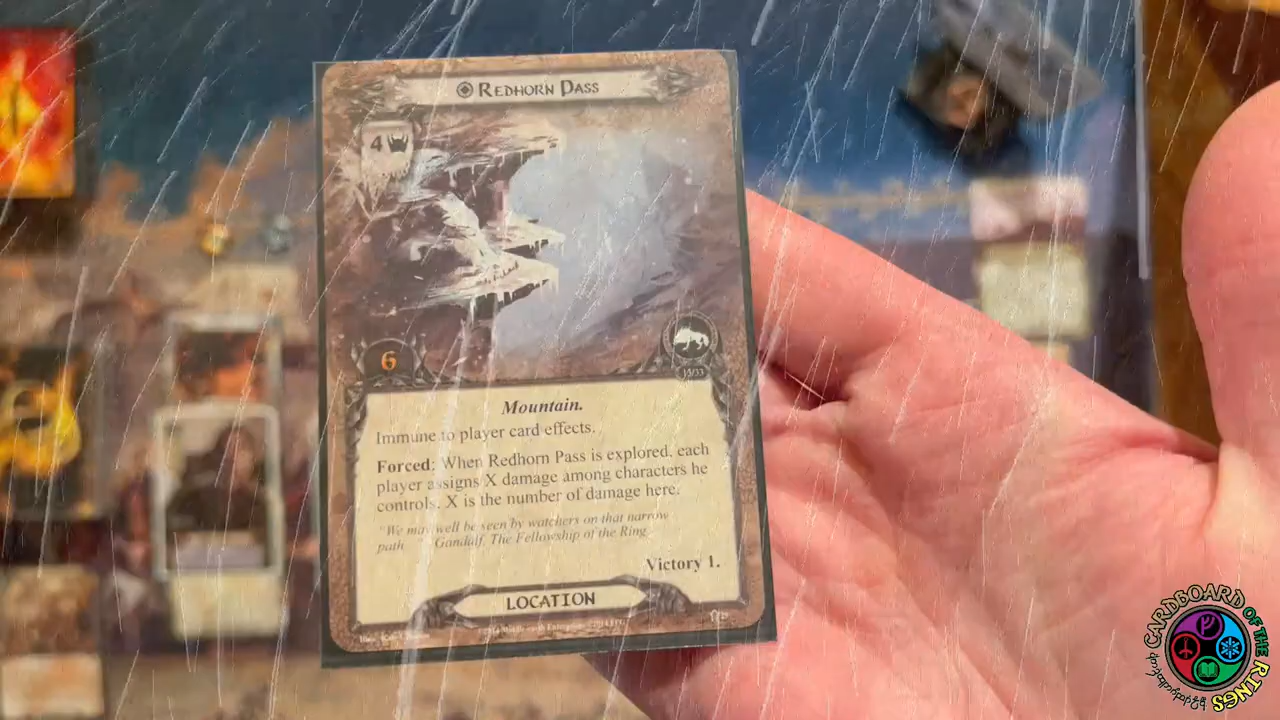 REDHORN PASS
4
6
15/33
Mountain.
Immune to player card effects.
Forced: When Redhorn Pass is explored, each
player assigns X damage among characters he
controls. X is the number of damage here.
"We may well be seen by watchers on that narrow
path Gandalf, The Fellowship of the Ring
Victory 1.
LOCATION
CARDBOARD OF THE RINGS